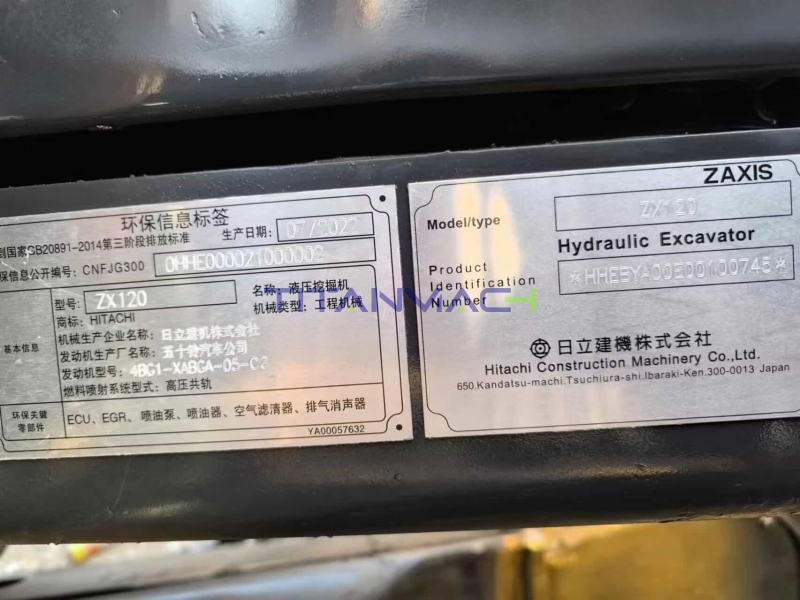 环保信息标签
到国家GB20891-2014第三阶段排放标准
生产日期: 07/202
保信息公开编号: CNFJG300
型号: ZX120
名称: 液压挖掘机
商标: HITACHI
机械类型: 工程机械
机械生产企业名称: 日立建机株式会社
发动机生产厂名称: 五十铃汽车公司
发动机型号: 4BG1-XABGA-05-C2
燃料喷射系统型式: 高压共轨
基本信息
环保关键
零部件
ECU、EGR、喷油泵、喷油器、空气滤清器、排气消声器
YA00057632
TITANMACH
ZAXIS
Model/type
ZX120
Hydraulic Excavator
Product
Identification
Number
日立建機株式会社
Hitachi Construction Machinery Co.,Ltd.
650.Kandatsu-machi.Tsuchiura-shi.Ibaraki-Ken.300-0013 Japan